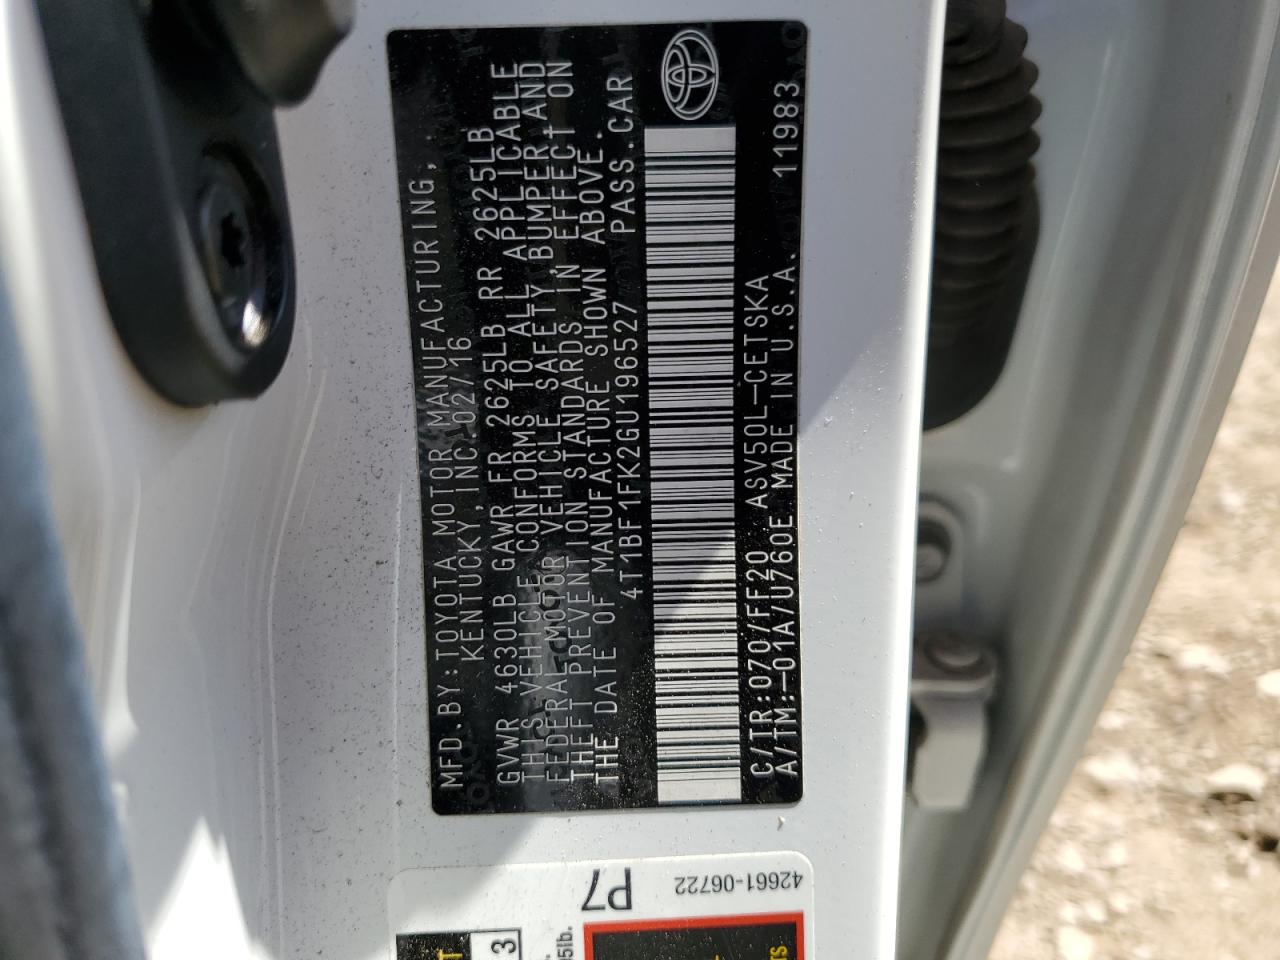 MFD.BY:TOYOTA MOTOR MANUFACTURING,
KENTUCKY,INC. 02/16
GVWR 4630LB GAWR FR 2625LB RR 2625LB
THIS VEHICLE CONFORMS TO ALL APPLICABLE
FEDERAL MOTOR VEHICLE SAFETY,BUMPER,AND
THEFT PREVENTION STANDARDS IN EFFECT ON
THE DATE OF MANUFACTURE SHOWN ABOVE.
4T1BF1FK2GU196527 PASS.CAR
C/TR:070/FF20 ASV50L-CETSKA
A/TM:-01A/U760E MADE IN U.S.A. 11983
42661-06722
P7
3